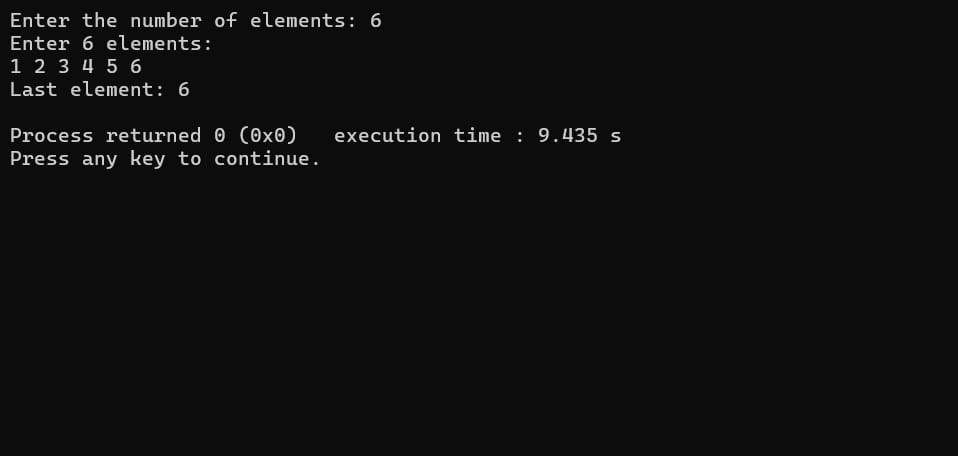 Enter the number of elements: 6
Enter 6 elements:
1 2 3 4 5 6
Last element: 6
Process returned 0 (0x0)   execution time : 9.435 s
Press any key to continue.